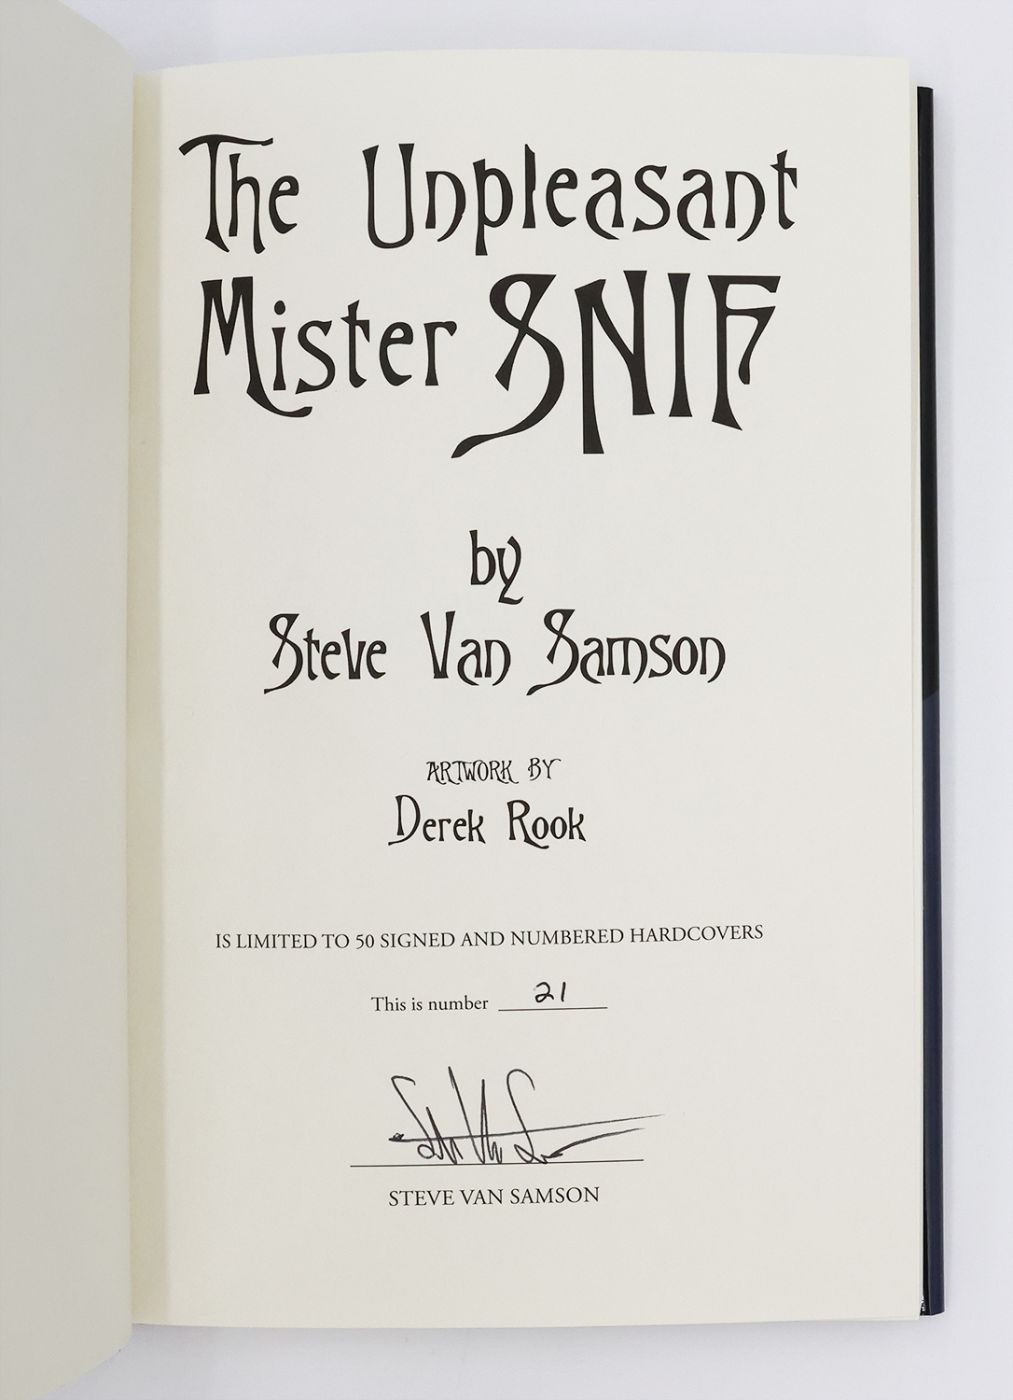 The Unpleasant
Mister SNIF
by
Steve Van Samson
ARTWORK BY
Derek Rook
IS LIMITED TO 50 SIGNED AND NUMBERED HARDCOVERS
This is number 21
STEVE VAN SAMSON